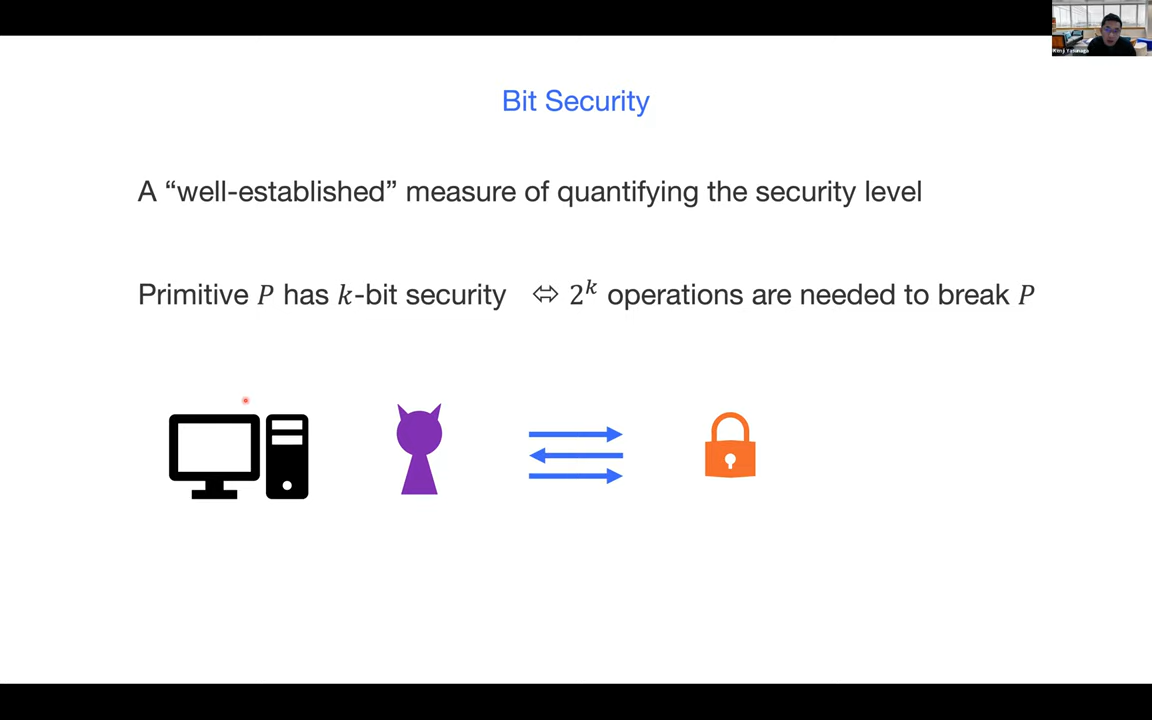 Bit Security
A “well-established” measure of quantifying the security level
Primitive P has k-bit security ⇔ 2^k operations are needed to break P